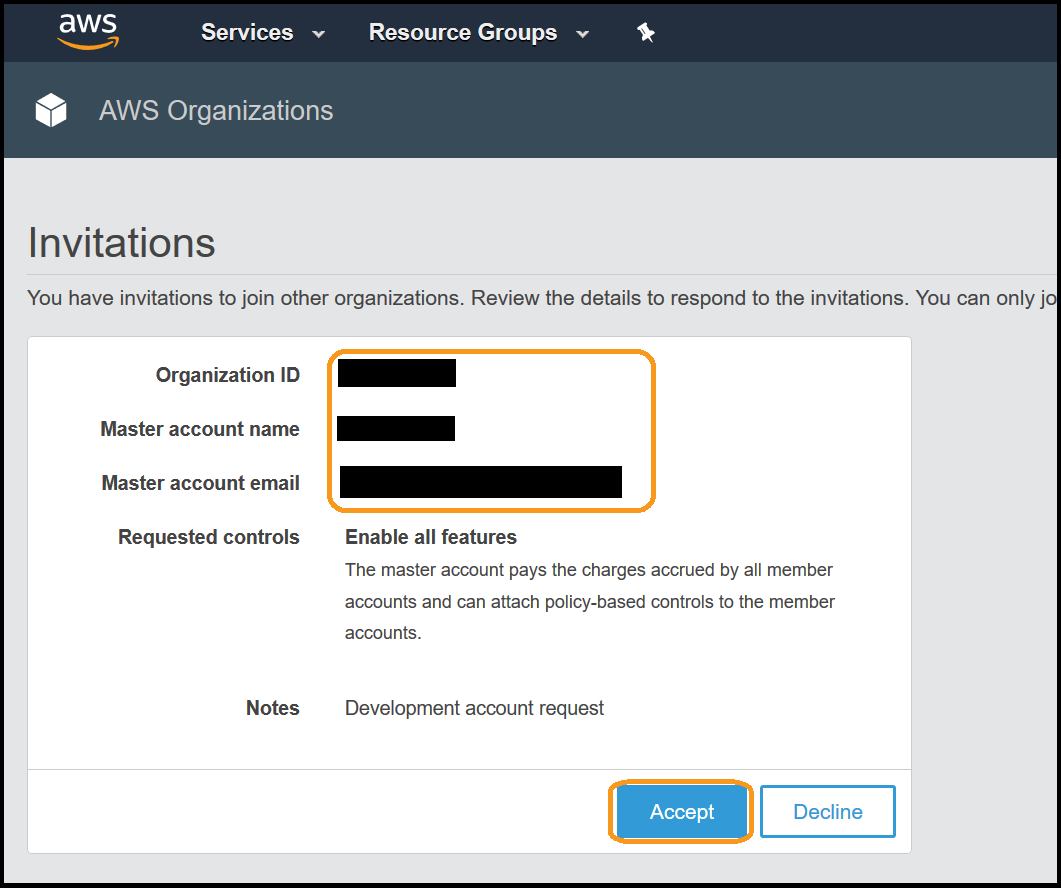 aws Services Resource Groups
AWS Organizations
Invitations
You have invitations to join other organizations. Review the details to respond to the invitations. You can only jo
Organization ID
Master account name
Master account email
Requested controls Enable all features
The master account pays the charges accrued by all member
accounts and can attach policy-based controls to the member
accounts.
Notes Development account request
Accept Decline